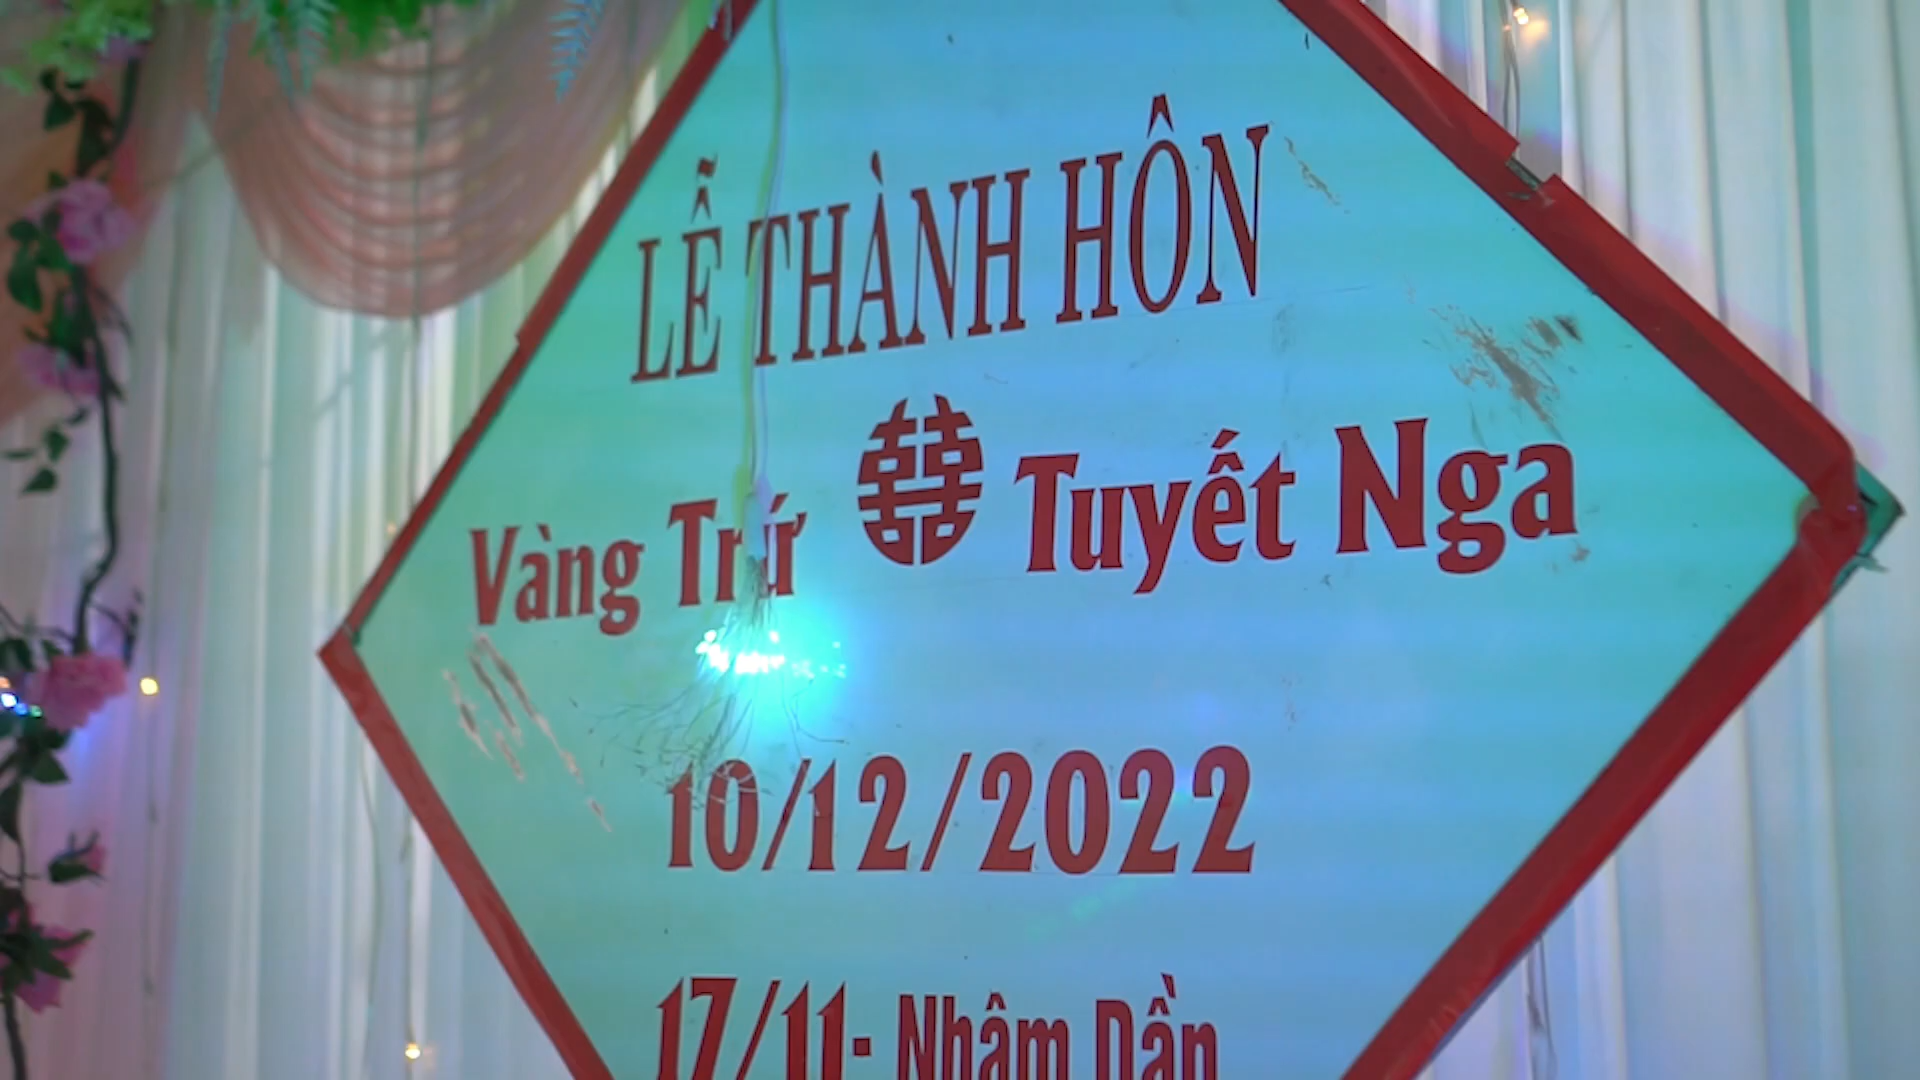 LỄ THÀNH HÔN
Vàng Trứ 囍 Tuyết Nga
10/12/2022
17/11- Nhâm Dần